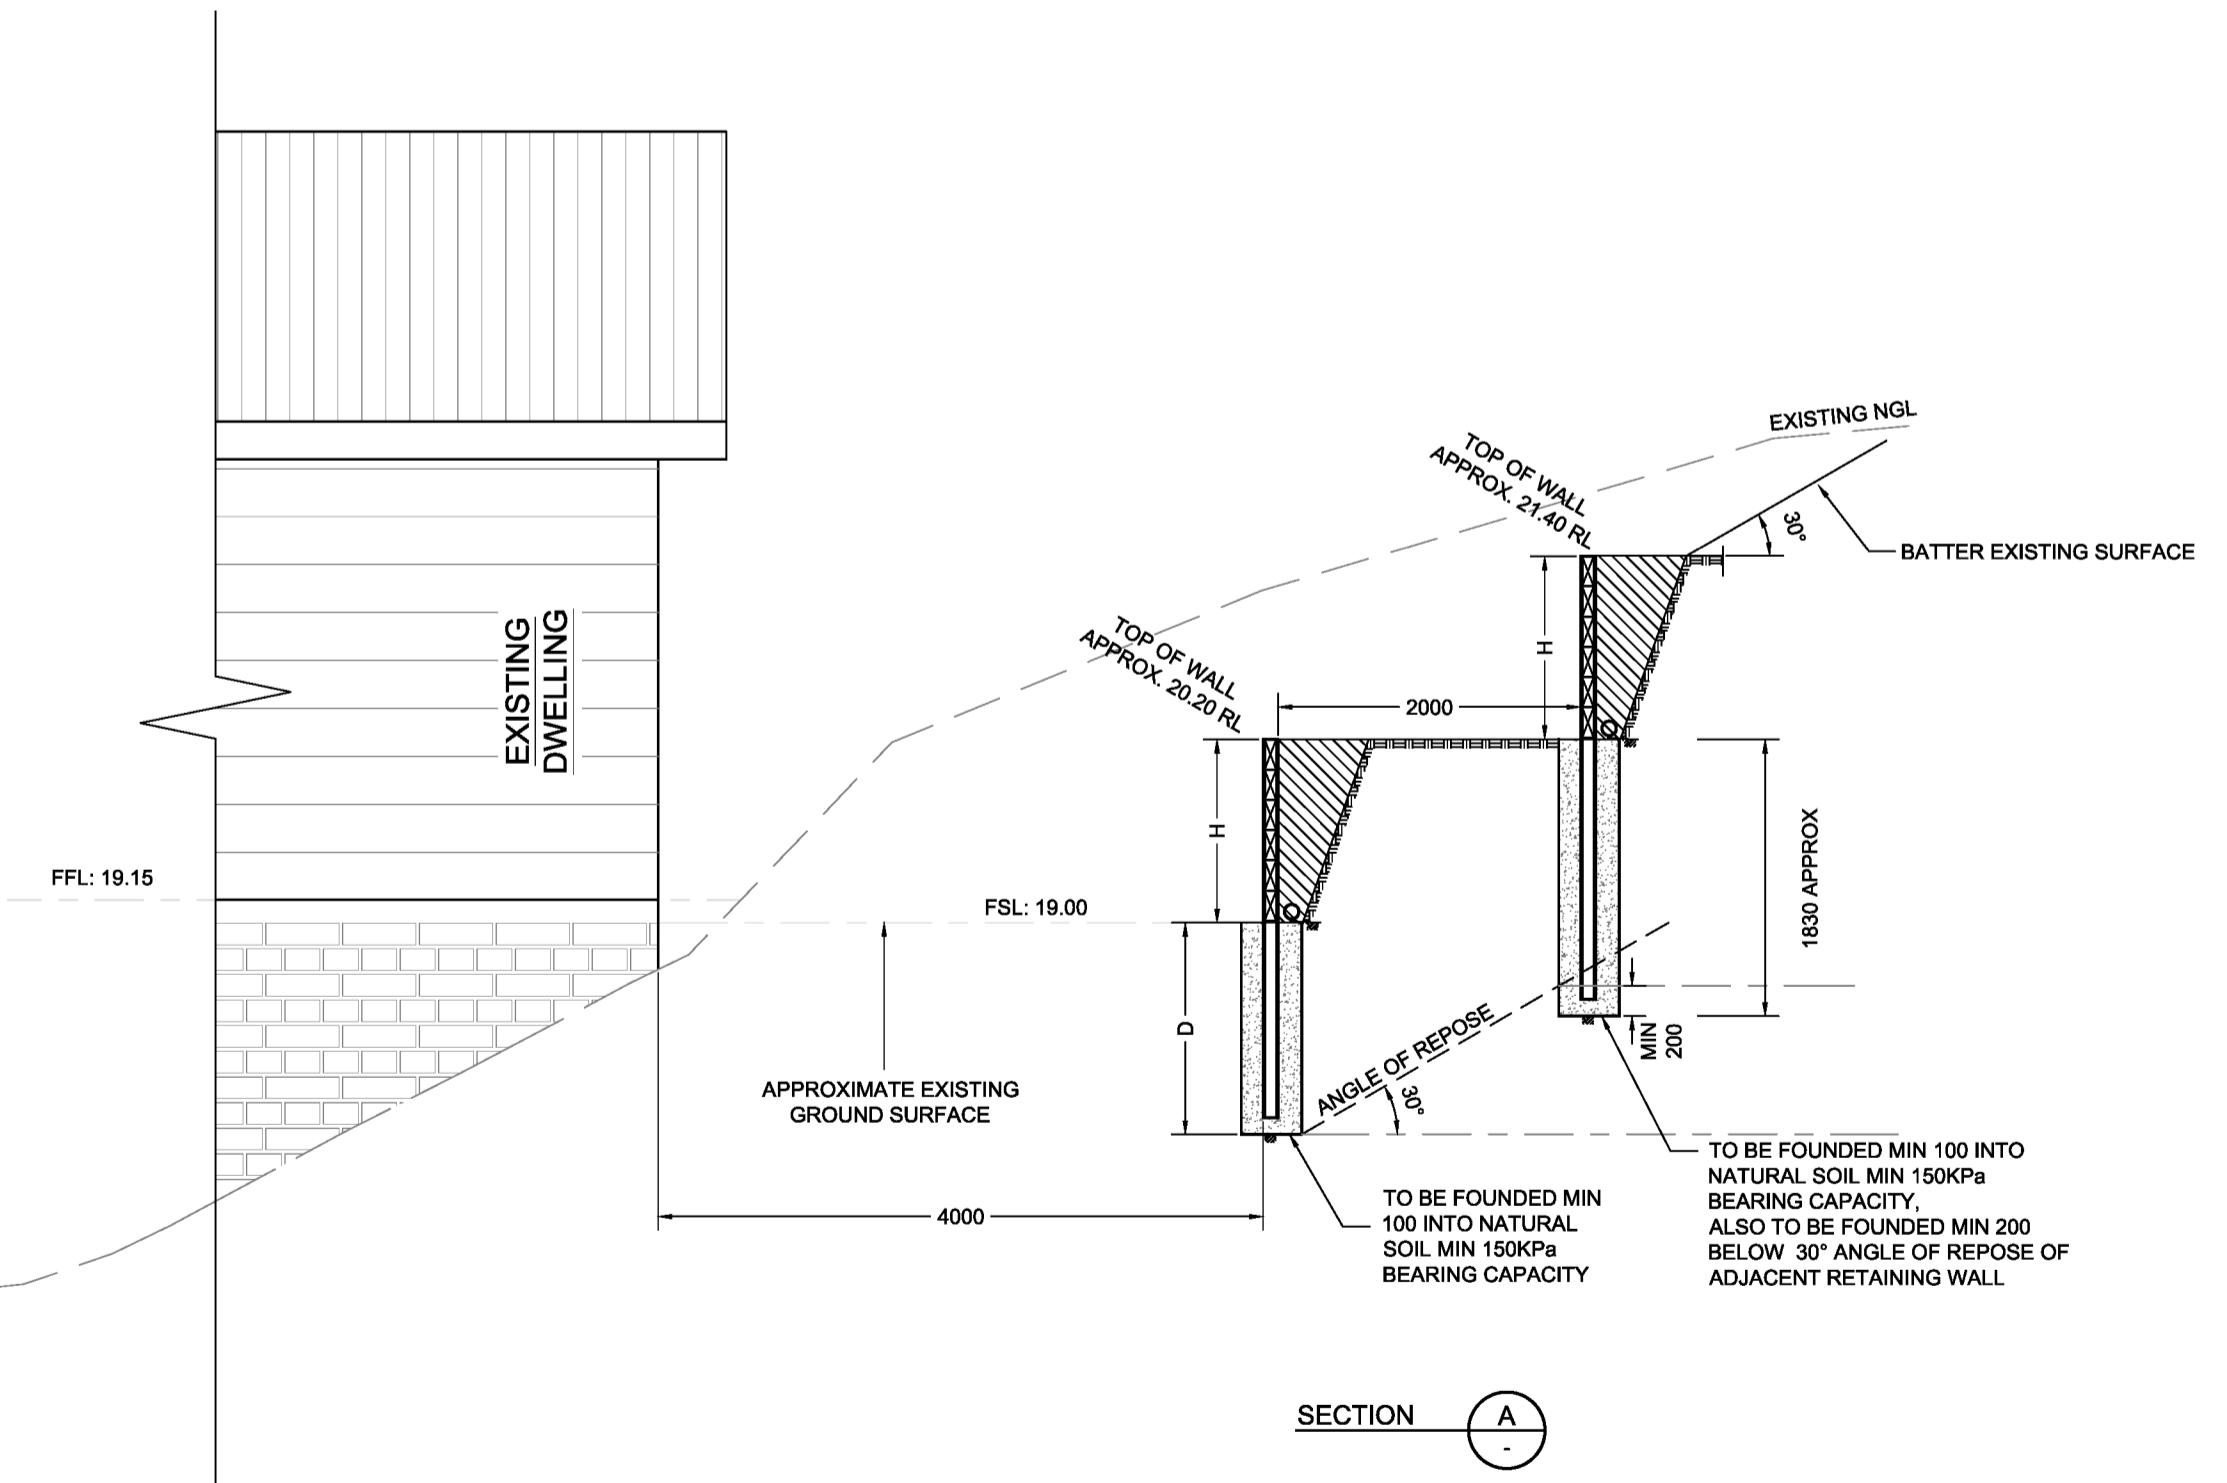 EXISTING NGL
TOP OF WALL
APPROX. 21.40 RL
30°
BATTER EXISTING SURFACE
EXISTING
DWELLING
TOP OF WALL
APPROX. 20.20 RL
H
2000
H
FFL: 19.15
FSL: 19.00
1830 APPROX
D
ANGLE OF REPOSE
30°
MIN
200
APPROXIMATE EXISTING
GROUND SURFACE
4000
TO BE FOUNDED MIN
100 INTO NATURAL
SOIL MIN 150KPa
BEARING CAPACITY
TO BE FOUNDED MIN 100 INTO
NATURAL SOIL MIN 150KPa
BEARING CAPACITY,
ALSO TO BE FOUNDED MIN 200
BELOW 30° ANGLE OF REPOSE OF
ADJACENT RETAINING WALL
SECTION
A
-